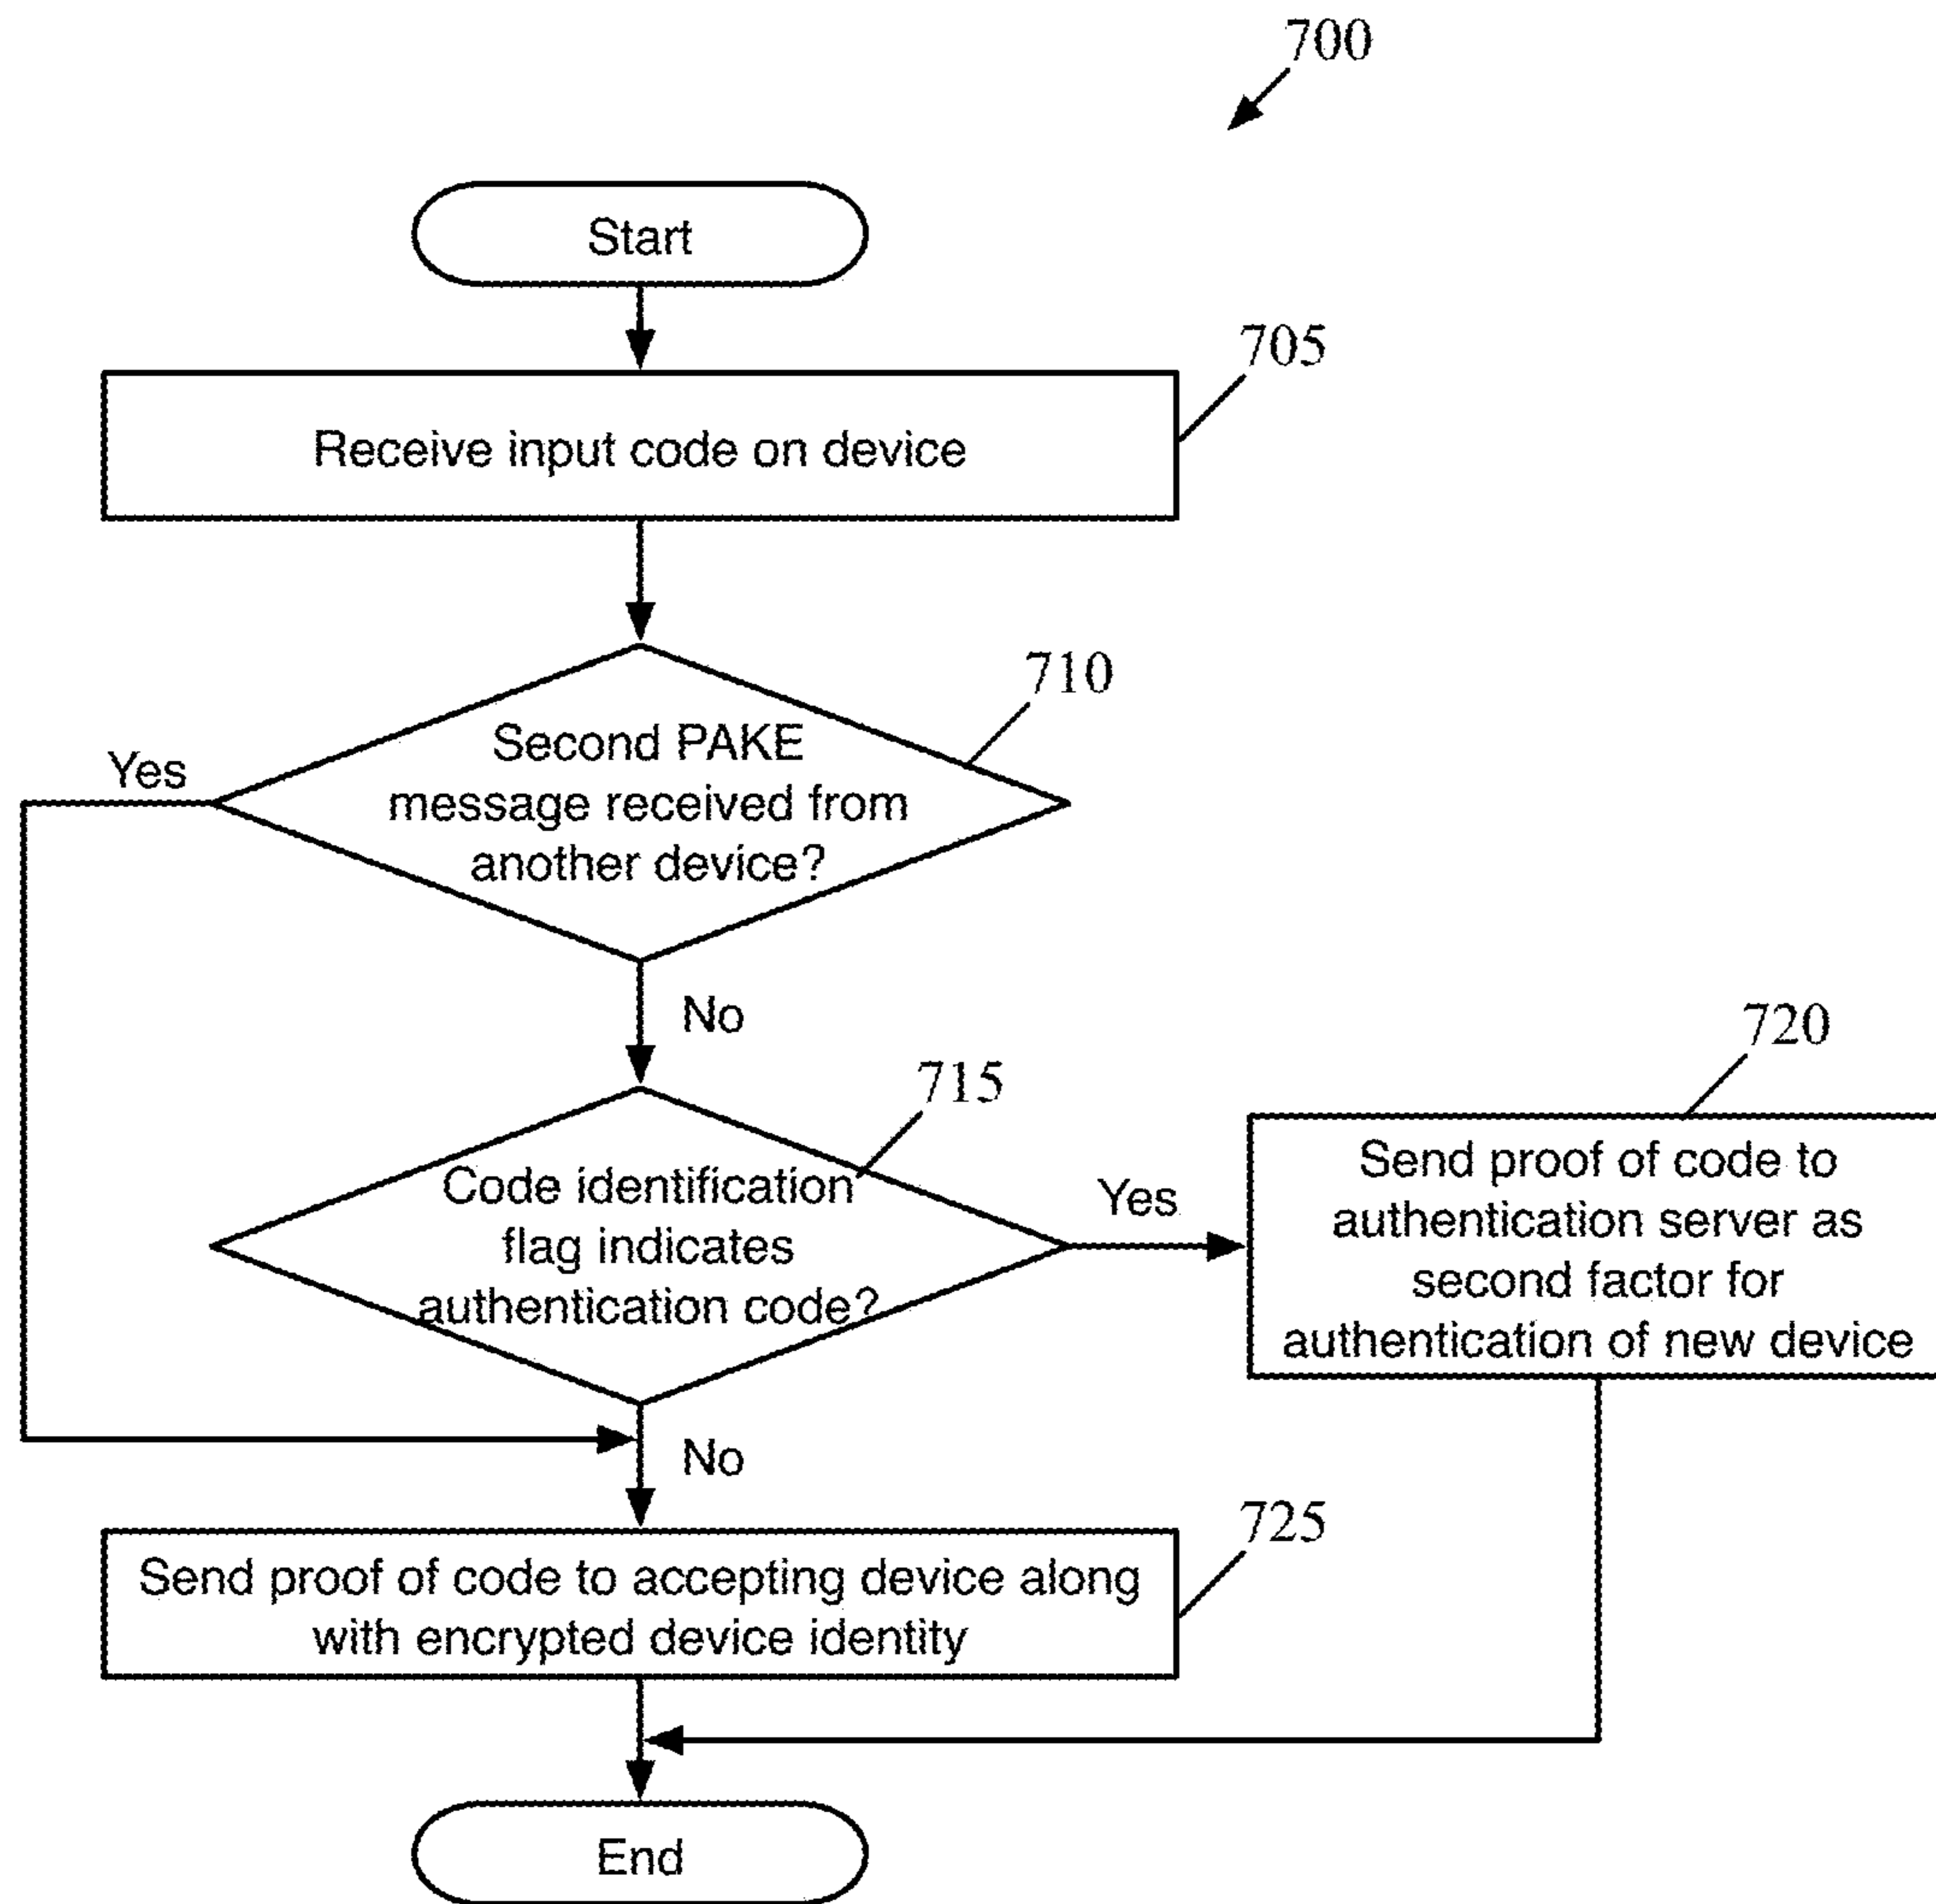 700
Start
705
Receive input code on device
710
Second PAKE
message received from
another device?
Yes
No
715
Code identification
flag indicates
authentication code?
Yes
720
Send proof of code to
authentication server as
second factor for
authentication of new device
No
725
Send proof of code to accepting device along
with encrypted device identity
End